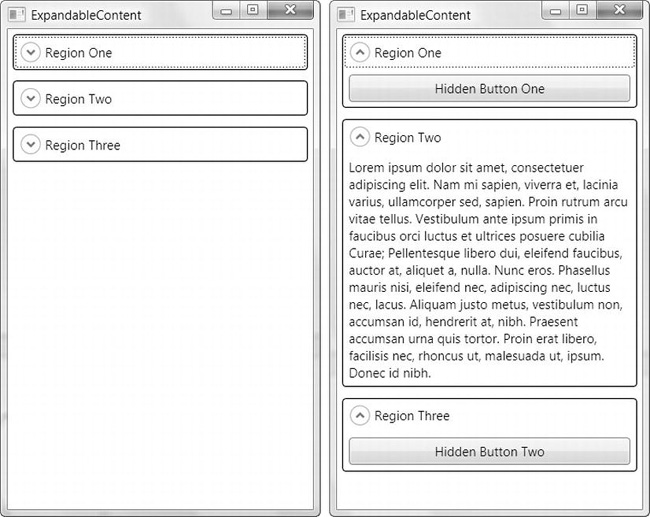 ExpandableContent
Region One
Region Two
Region Three
ExpandableContent
Region One
Hidden Button One
Region Two
Lorem ipsum dolor sit amet, consectetuer
adipiscing elit. Nam mi sapien, viverra et, lacinia
varius, ullamcorper sed, sapien. Proin rutrum arcu
vitae tellus. Vestibulum ante ipsum primis in
faucibus orci luctus et ultrices posuere cubilia
Curae; Pellentesque libero dui, eleifend faucibus,
auctor at, aliquet a, nulla. Nunc eros. Phasellus
mauris nisi, eleifend nec, adipiscing nec, luctus
nec, lacus. Aliquam justo metus, vestibulum non,
accumsan id, hendrerit at, nibh. Praesent
accumsan urna quis tortor. Proin erat libero,
facilisis nec, rhoncus ut, malesuada ut, ipsum.
Donec id nibh.
Region Three
Hidden Button Two